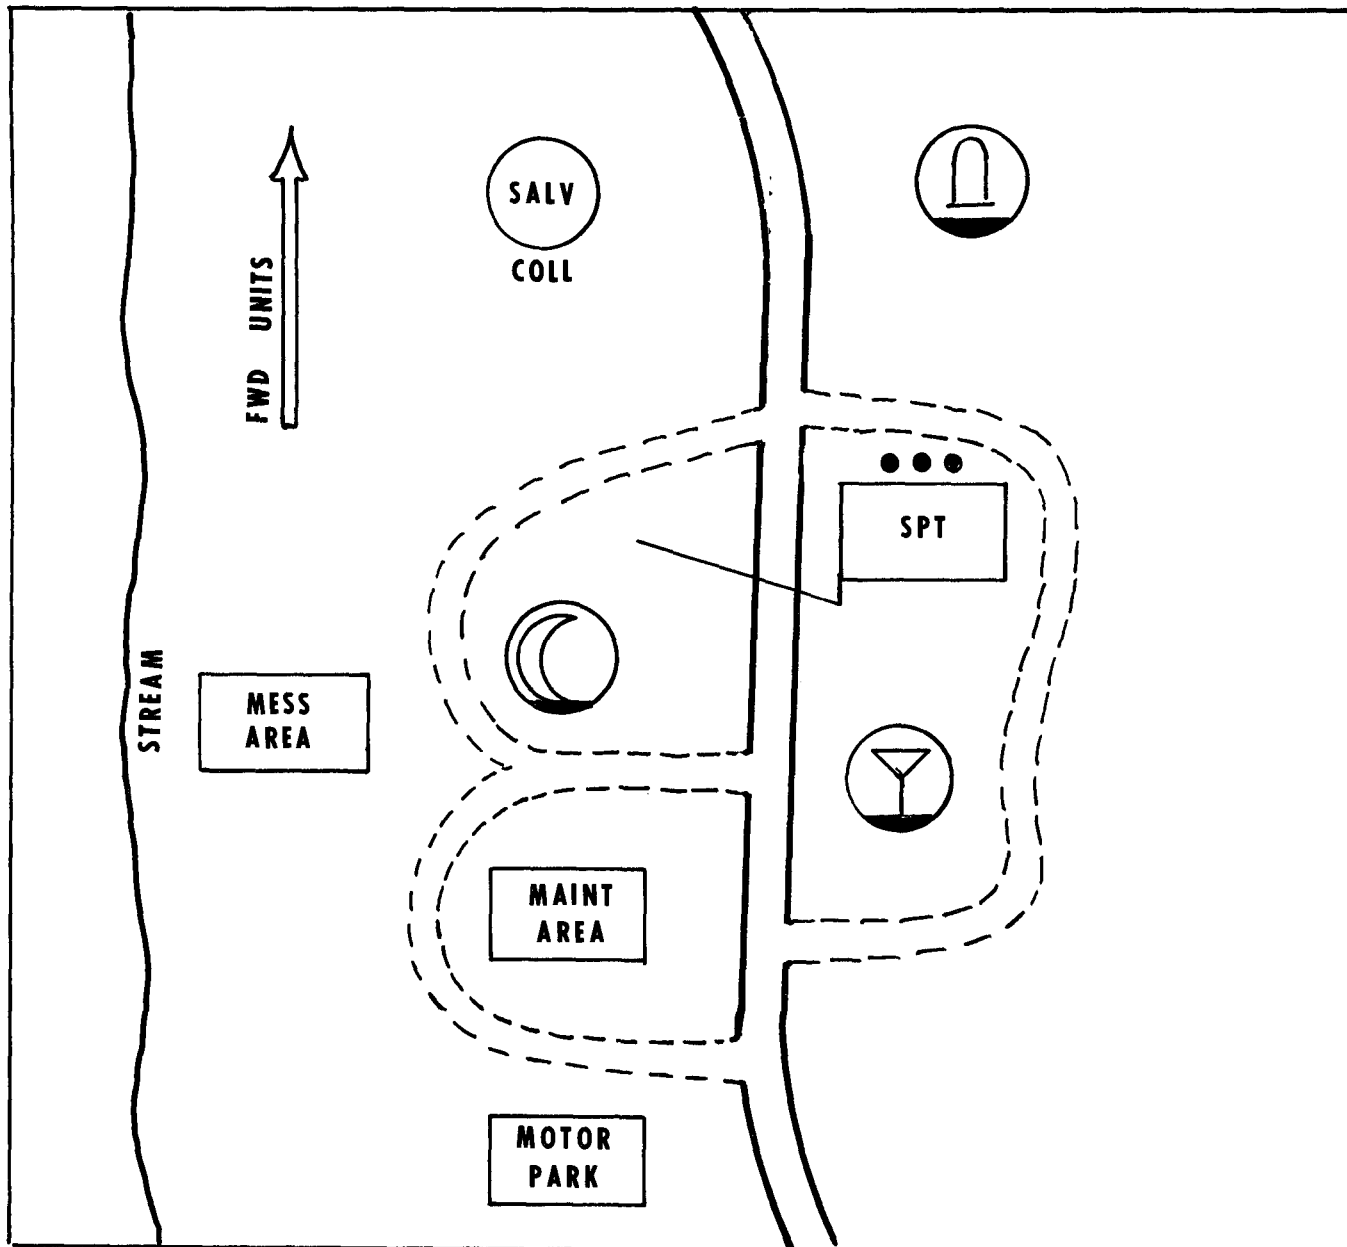 SALV
COLL
FWD UNITS
SPT
STREAM
MESS
AREA
MAINT
AREA
MOTOR
PARK